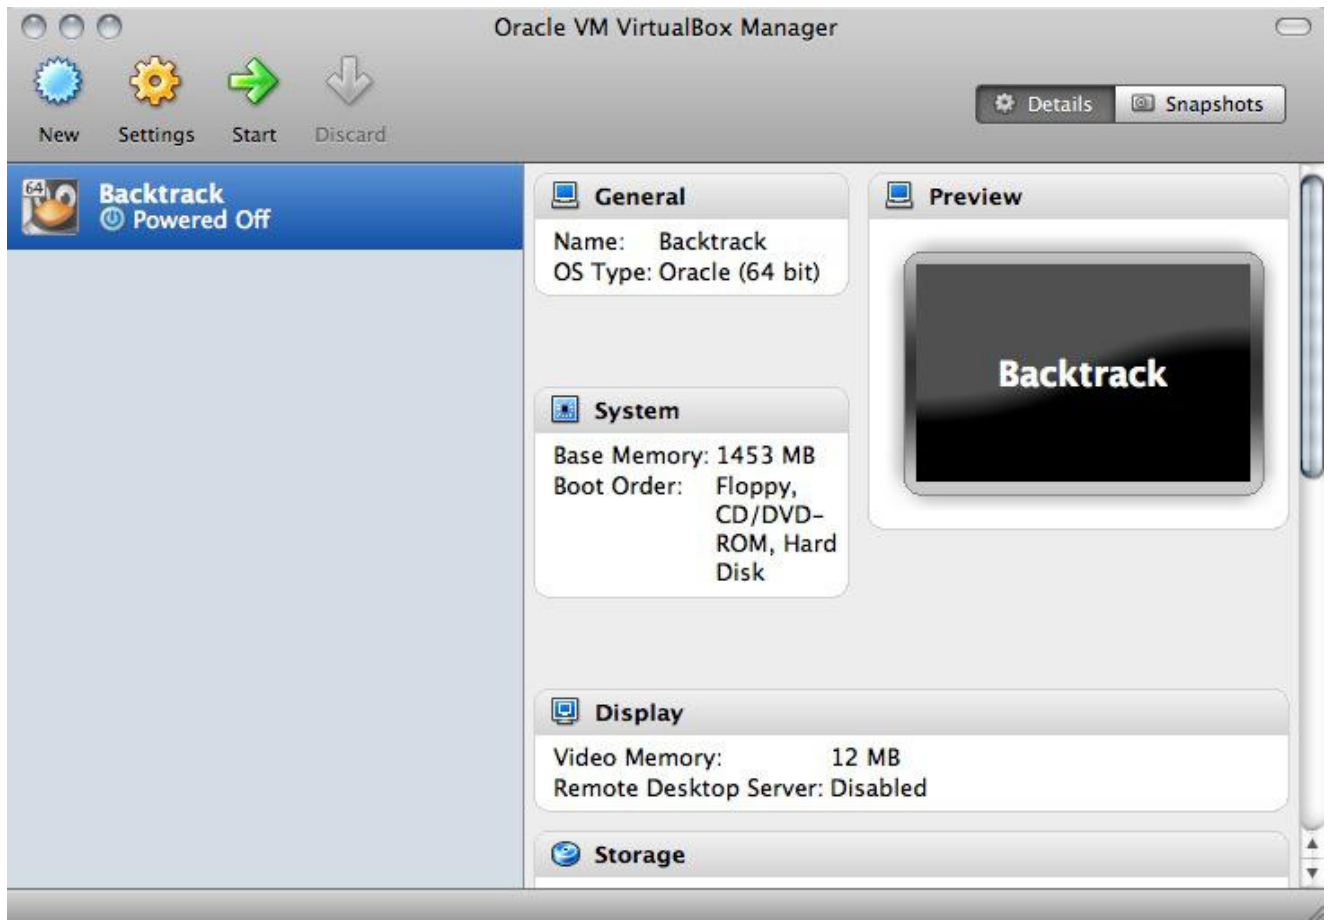 Oracle VM VirtualBox Manager
New
Settings
Start
Discard
Details
Snapshots
64
Backtrack
Powered Off
General
Name: Backtrack
OS Type: Oracle (64 bit)
Preview
Backtrack
System
Base Memory: 1453 MB
Boot Order: Floppy,
CD/DVD-
ROM, Hard
Disk
Display
Video Memory: 12 MB
Remote Desktop Server: Disabled
Storage